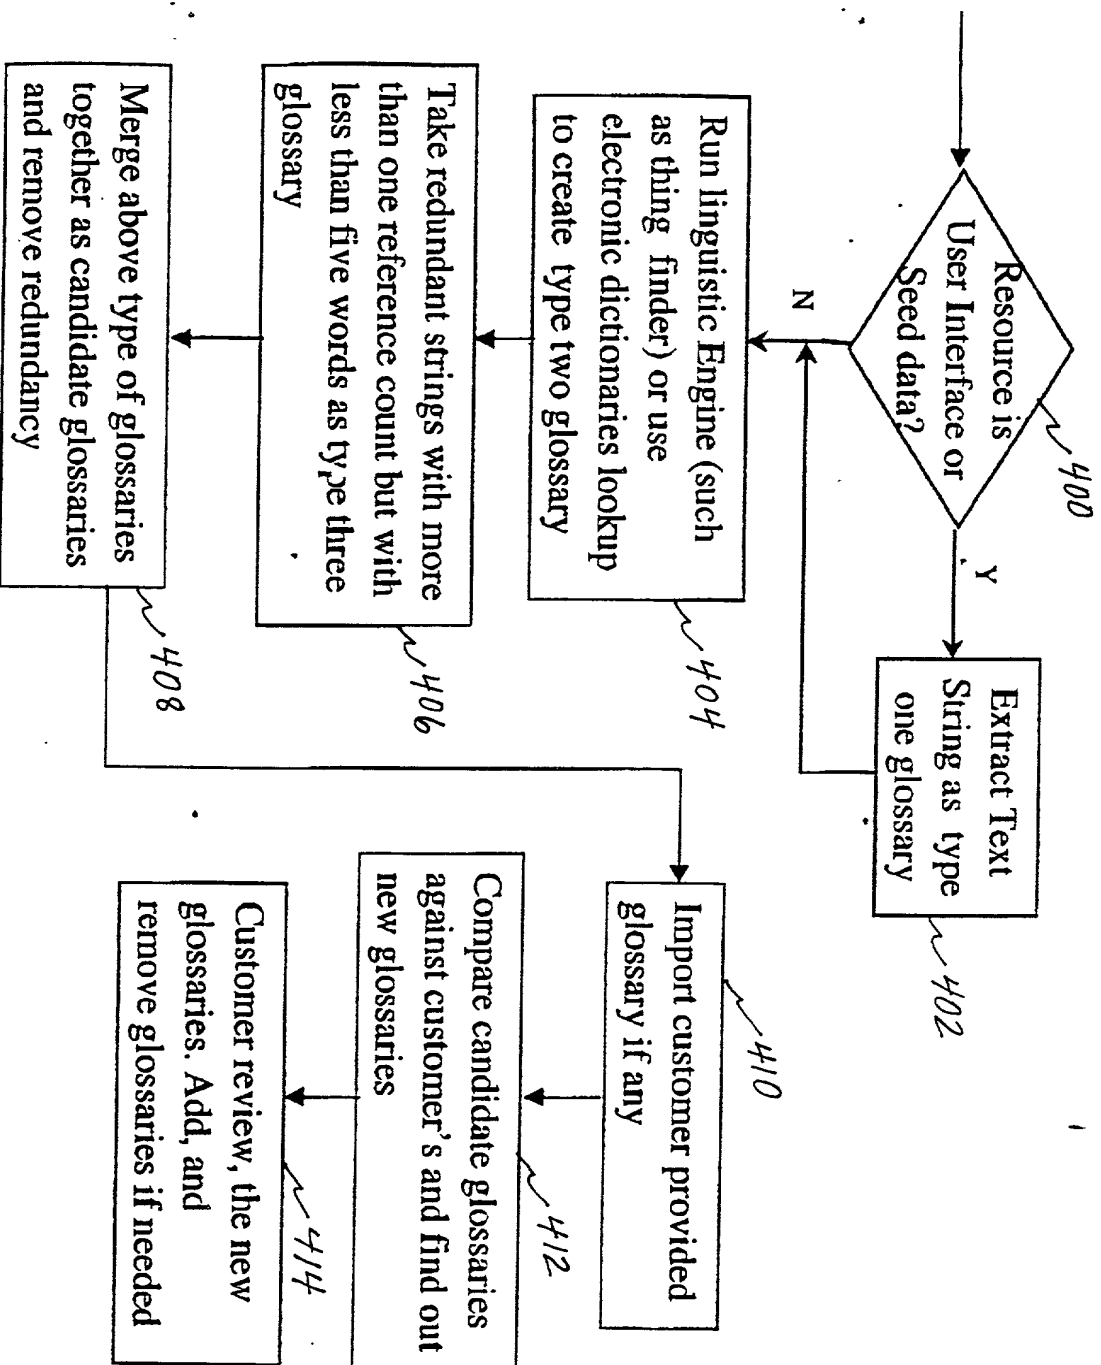 Resource is
User Interface or
Seed data?
400
Y
N
Extract Text
String as type
one glossary
402
Run linguistic Engine (such
as thing finder) or use
electronic dictionaries lookup
to create type two glossary
404
Take redundant strings with more
than one reference count but with
less than five words as type three
glossary
406
Merge above type of glossaries
together as candidate glossaries
and remove redundancy
408
Import customer provided
glossary if any
410
Compare candidate glossaries
against customer's and find out
new glossaries
412
Customer review, the new
glossaries. Add, and
remove glossaries if needed
414